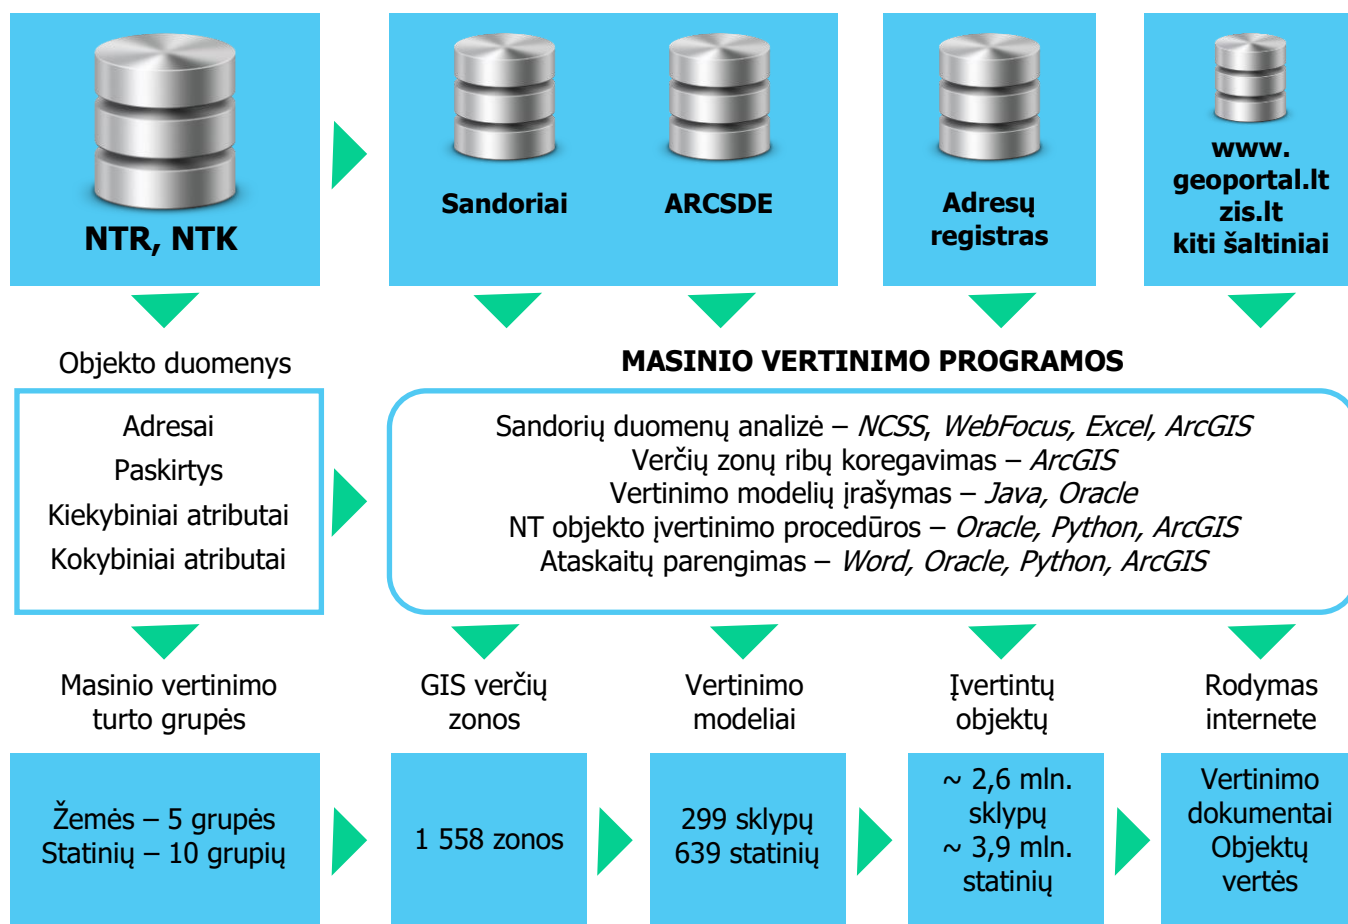 NTR, NTK
Sandoriai
ARCSDE
Adresų
registras
www.
geoportal.lt
zis.lt
kiti šaltiniai
Objekto duomenys
Adresai
Paskirtys
Kiekybiniai atributai
Kokybiniai atributai
MASINIO VERTINIMO PROGRAMOS
Sandorių duomenų analizė – NCSS, WebFocus, Excel, ArcGIS
Verčių zonų ribų koregavimas – ArcGIS
Vertinimo modelių įrašymas – Java, Oracle
NT objekto įvertinimo procedūros – Oracle, Python, ArcGIS
Ataskaitų parengimas – Word, Oracle, Python, ArcGIS
Masinio vertinimo
turto grupės
GIS verčių
zonos
Vertinimo
modeliai
Įvertintų
objektų
Rodymas
internete
Žemės – 5 grupės
Statinių – 10 grupių
1 558 zonos
299 sklypų
639 statinių
~ 2,6 mln.
sklypų
~ 3,9 mln.
statinių
Vertinimo
dokumentai
Objektų
vertės